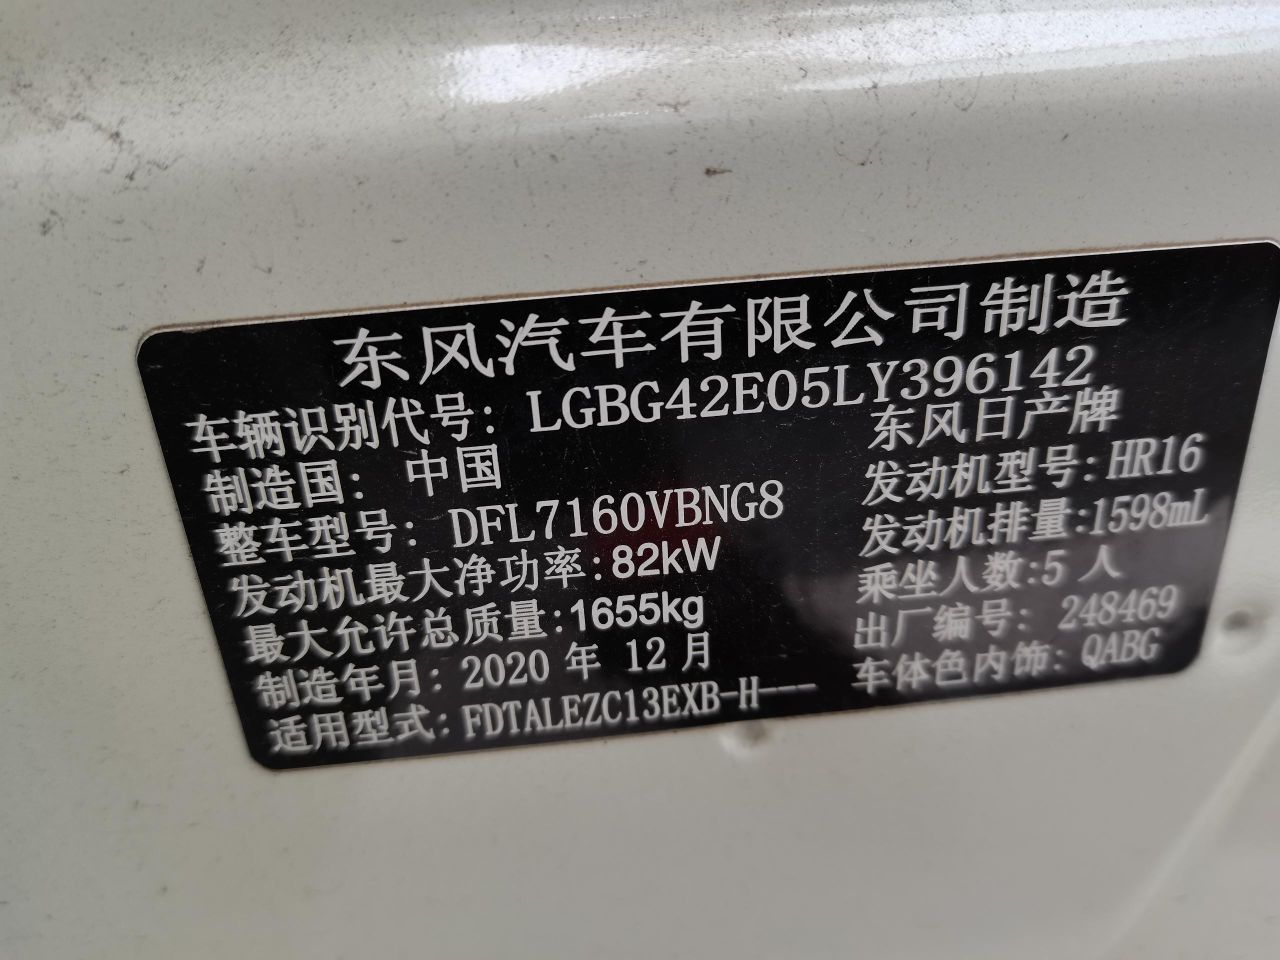 东风汽车有限公司制造
车辆识别代号: LGBG42E05LY396142
制造国: 中国 东风日产牌
整车型号: DFL7160VBNG8 发动机型号: HR16
发动机最大净功率:82kW 发动机排量:1598mL
最大允许总质量:1655kg 乘坐人数:5 人
制造年月: 2020 年 12 月 出厂编号: 248469
适用型式: FDTALEZC13EXB-H--- 车体色内饰: QABG